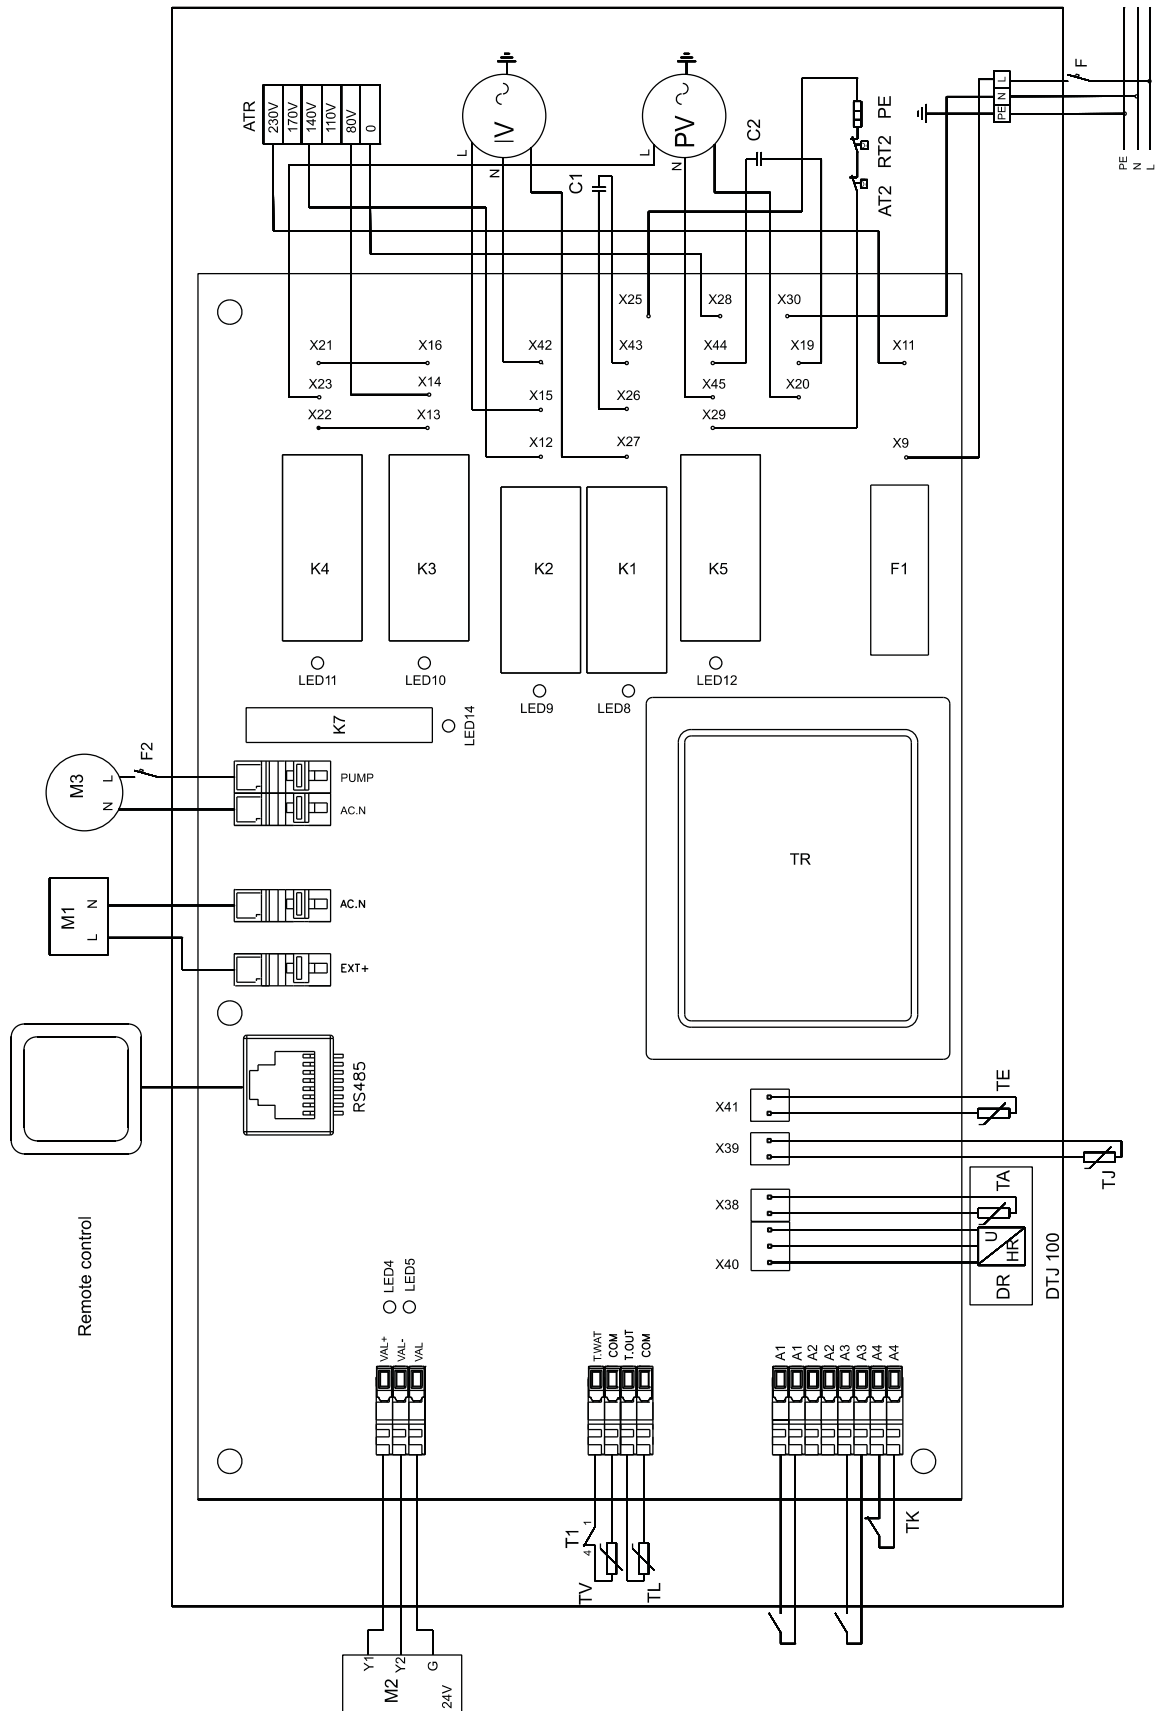 ATR
230V
170V
140V
110V
80V
0
L
N
IV
C1
L
N
PV
C2
AT2 RT2 PE
PE
N
L
F
PE
N
L
X25
X28
X30
X21
X16
X42
X43
X44
X19
X11
X23
X14
X15
X26
X45
X20
X22
X13
X12
X27
X29
X9
K4
K3
K2
K1
K5
F1
LED11
LED10
LED9
LED8
LED12
K7
LED14
M3
L
N
F2
PUMP
AC.N
TR
M1
N
L
AC.N
EXT+
RS485
Remote control
X41
TE
X39
TJ
X38
TA
X40
U
HR
DR
DTJ 100
LED4
LED5
VAL+
VAL-
VAL
T.WAT
COM
T.OUT
COM
A1
A1
A2
A2
A3
A3
A4
A4
T1
1
4
TV
TL
TK
Y1
Y2
G
M2
24V